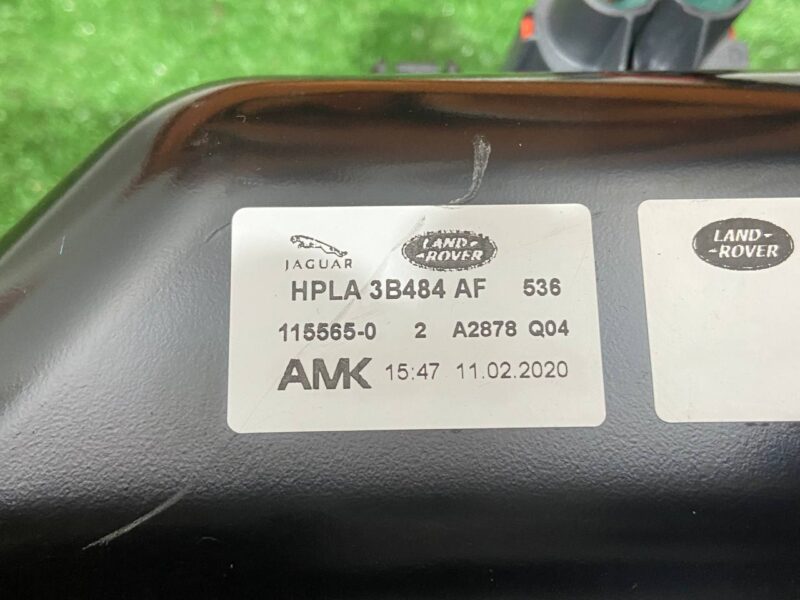 JAGUAR
LAND ROVER
HPLA 3B484 AF 536
115565-0 2 A2878 Q04
AMK 15:47 11.02.2020
LAND
ROVER